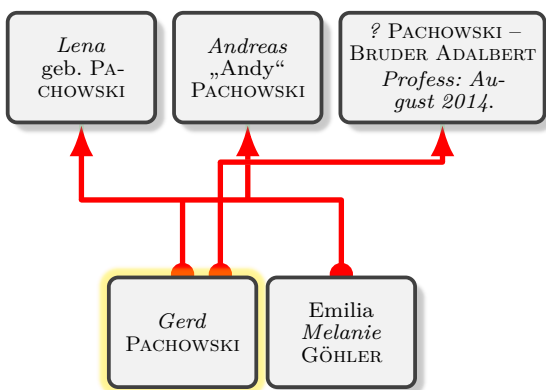 Lena
geb. PA-
CHOWSKI
Andreas
„Andy“
PACHOWSKI
? PACHOWSKI –
BRUDER ADALBERT
Profess: Au-
gust 2014.
Gerd
PACHOWSKI
Emilia
Melanie
GÖHLER